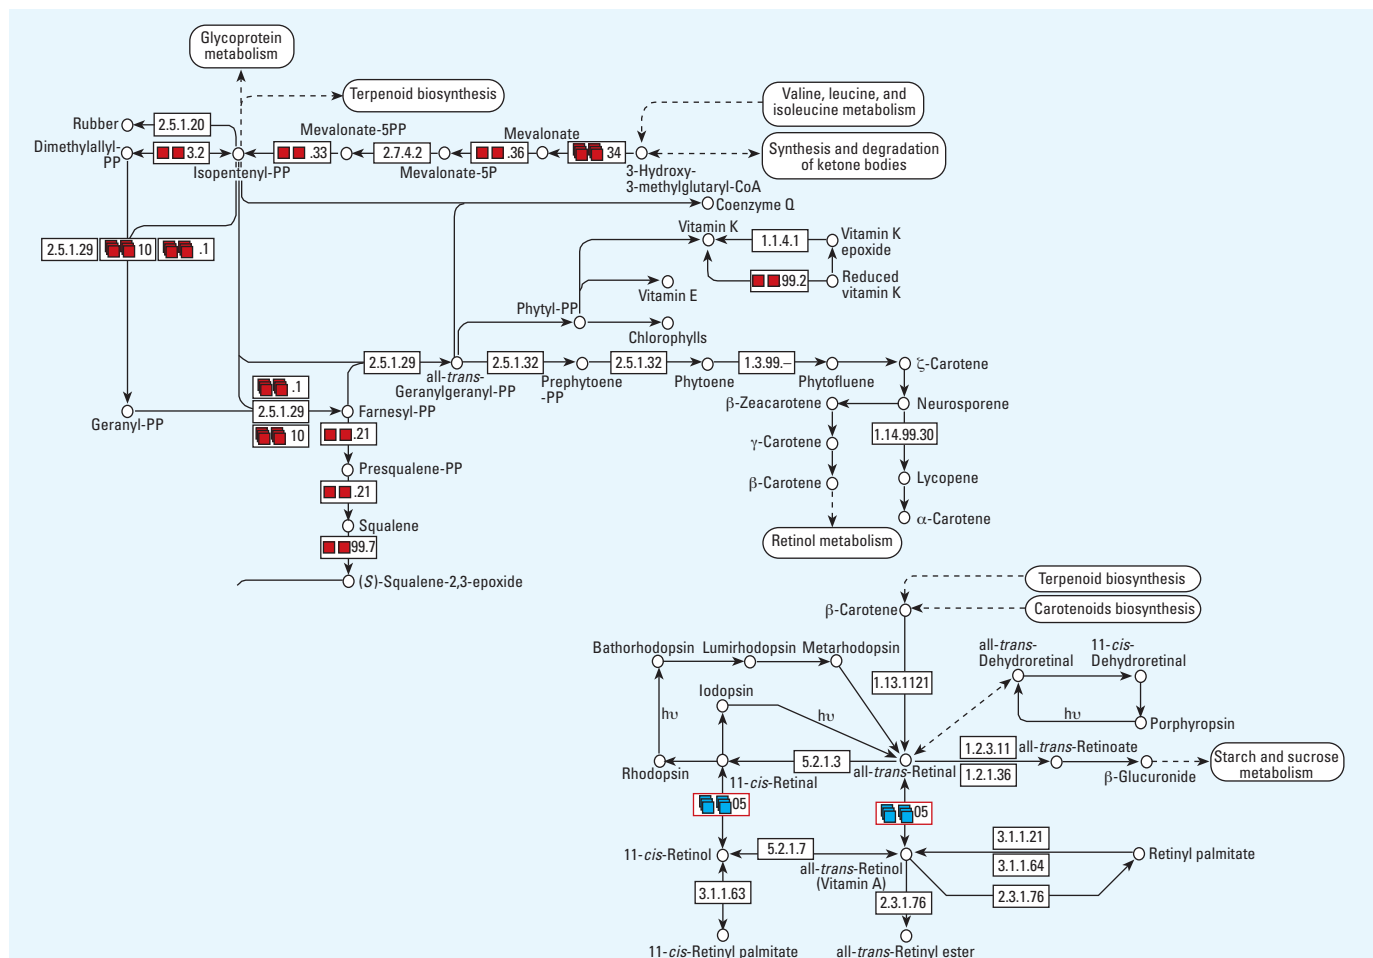 Glycoprotein
metabolism
Terpenoid biosynthesis
Valine, leucine, and
isoleucine metabolism
Rubber
2.5.1.20
Mevalonate-5PP
Mevalonate
Dimethylallyl-
PP
3.2
.33
2.7.4.2
.36
34
Synthesis and degradation
of ketone bodies
Isopentenyl-PP
Mevalonate-5P
3-Hydroxy-
3-methylglutaryl-CoA
Coenzyme Q
Vitamin K
1.1.4.1
Vitamin K
epoxide
2.5.1.29
10
.1
.99.2
Reduced
vitamin K
Vitamin E
Phytyl-PP
Chlorophylls
2.5.1.29
2.5.1.32
2.5.1.32
1.3.99.–
ζ-Carotene
all-trans-
Geranylgeranyl-PP
Prephytoene
-PP
Phytoene
Phytofluene
.1
2.5.1.29
10
Geranyl-PP
Farnesyl-PP
β-Zeacarotene
Neurosporene
.21
γ-Carotene
1.14.99.30
Presqualene-PP
β-Carotene
Lycopene
.21
Squalene
α-Carotene
99.7
Retinol metabolism
(S)-Squalene-2,3-epoxide
Terpenoid biosynthesis
β-Carotene
Carotenoids biosynthesis
Bathorhodopsin
Lumirhodopsin
Metarhodopsin
all-trans-
Dehydroretinal
11-cis-
Dehydroretinal
1.13.1121
Iodopsin
hυ
hυ
hυ
Porphyropsin
Rhodopsin
5.2.1.3
1.2.3.11
all-trans-Retinoate
11-cis-Retinal
all-trans-Retinal
1.2.1.36
β-Glucuronide
Starch and sucrose
metabolism
05
05
11-cis-Retinol
5.2.1.7
all-trans-Retinol
(Vitamin A)
3.1.1.21
3.1.1.64
Retinyl palmitate
3.1.1.63
2.3.1.76
2.3.1.76
11-cis-Retinyl palmitate
all-trans-Retinyl ester